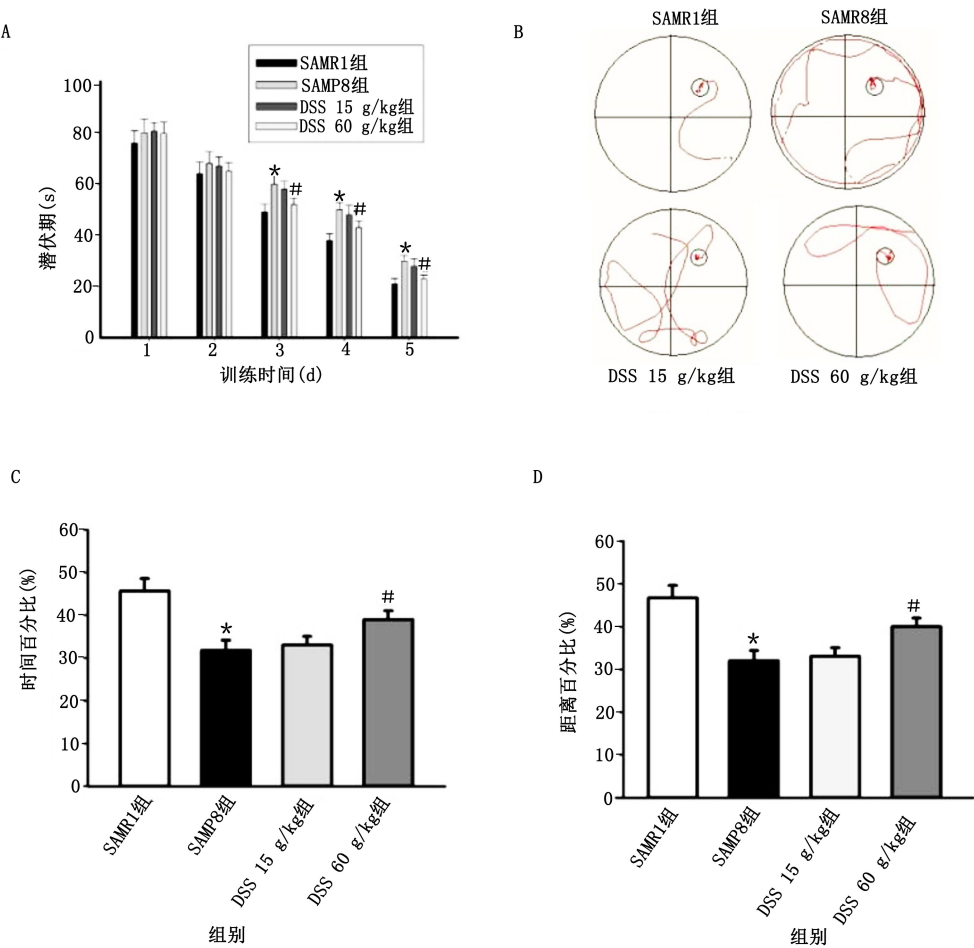 A
SAMR1组
SAMP8组
DSS 15 g/kg组
DSS 60 g/kg组
100
80
60
40
20
0
潜伏期(s)
*
#
*
#
*
#
1 2 3 4 5
训练时间(d)
B
SAMR1组 SAMR8组
DSS 15 g/kg组 DSS 60 g/kg组
C
60
50
40
30
20
10
0
时间百分比(%)
*
#
SAMR1组
SAMP8组
DSS 15 g/kg组
DSS 60 g/kg组
组别
D
60
50
40
30
20
10
0
距离百分比(%)
*
#
SAMR1组
SAMP8组
DSS 15 g/kg组
DSS 60 g/kg组
组别